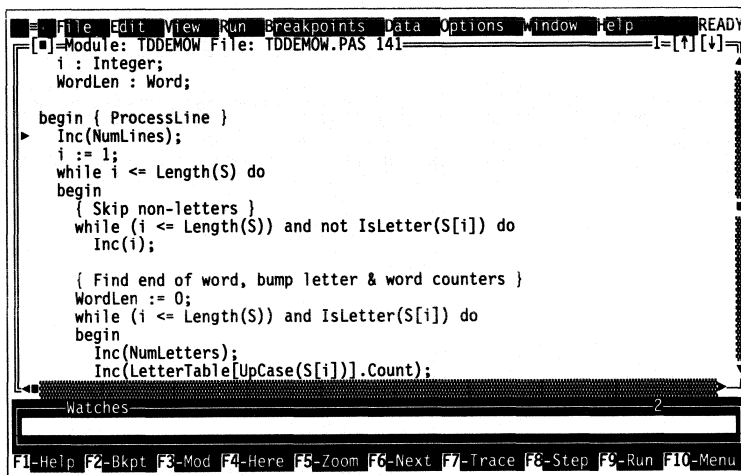 ≡ File Edit View Run Breakpoints Data Options Window Help READY
[■]=Module: TDDEMOW File: TDDEMOW.PAS 141 1=[↑][↓]
i : Integer;
WordLen : Word;
begin { ProcessLine }
► Inc(NumLines);
i := 1;
while i <= Length(S) do
begin
{ Skip non-letters }
while (i <= Length(S)) and not IsLetter(S[i]) do
Inc(i);
{ Find end of word, bump letter & word counters }
WordLen := 0;
while (i <= Length(S)) and IsLetter(S[i]) do
begin
Inc(NumLetters);
Inc(LetterTable[UpCase(S[i])].Count);
Watches 2
F1-Help F2-Bkpt F3-Mod F4-Here F5-Zoom F6-Next F7-Trace F8-Step F9-Run F10-Menu